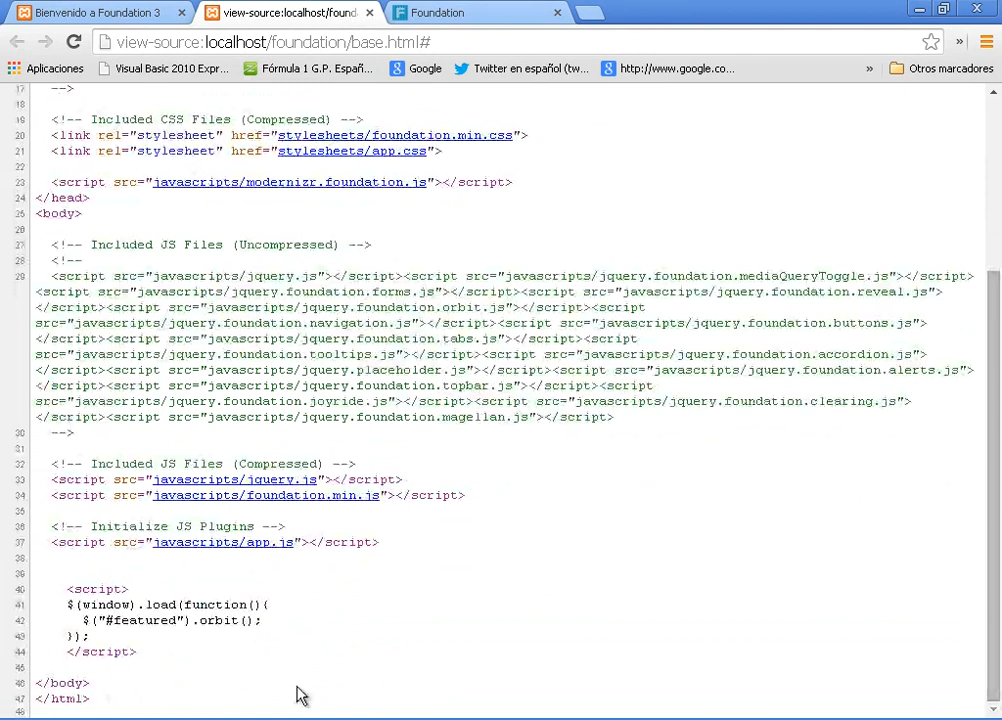 Bienvenido a Foundation 3
view-source:localhost/found
Foundation
view-source:localhost/foundation/base.html#
»
Aplicaciones
Visual Basic 2010 Expr...
Fórmula 1 G.P. Españ...
Google
Twitter en español (tw...
http://www.google.co...
»
Otros marcadores
17 -->
18
19 <!-- Included CSS Files (Compressed) -->
20 <link rel="stylesheet" href="stylesheets/foundation.min.css">
21 <link rel="stylesheet" href="stylesheets/app.css">
22
23 <script src="javascripts/modernizr.foundation.js"></script>
24 </head>
25 <body>
26
27 <!-- Included JS Files (Uncompressed) -->
28 <!--
29 <script src="javascripts/jquery.js"></script><script src="javascripts/jquery.foundation.mediaQueryToggle.js"></script>
<script src="javascripts/jquery.foundation.forms.js"></script><script src="javascripts/jquery.foundation.reveal.js">
</script><script src="javascripts/jquery.foundation.orbit.js"></script><script
src="javascripts/jquery.foundation.navigation.js"></script><script src="javascripts/jquery.foundation.buttons.js">
</script><script src="javascripts/jquery.foundation.tabs.js"></script><script
src="javascripts/jquery.foundation.tooltips.js"></script><script src="javascripts/jquery.foundation.accordion.js">
</script><script src="javascripts/jquery.placeholder.js"></script><script src="javascripts/jquery.foundation.alerts.js">
</script><script src="javascripts/jquery.foundation.topbar.js"></script><script
src="javascripts/jquery.foundation.joyride.js"></script><script src="javascripts/jquery.foundation.clearing.js">
</script><script src="javascripts/jquery.foundation.magellan.js"></script>
30 -->
31
32 <!-- Included JS Files (Compressed) -->
33 <script src="javascripts/jquery.js"></script>
34 <script src="javascripts/foundation.min.js"></script>
35
36 <!-- Initialize JS Plugins -->
37 <script src="javascripts/app.js"></script>
38
39
40 <script>
41 $(window).load(function(){
42 $("#featured").orbit();
43 });
44 </script>
45
46 </body>
47 </html>
48